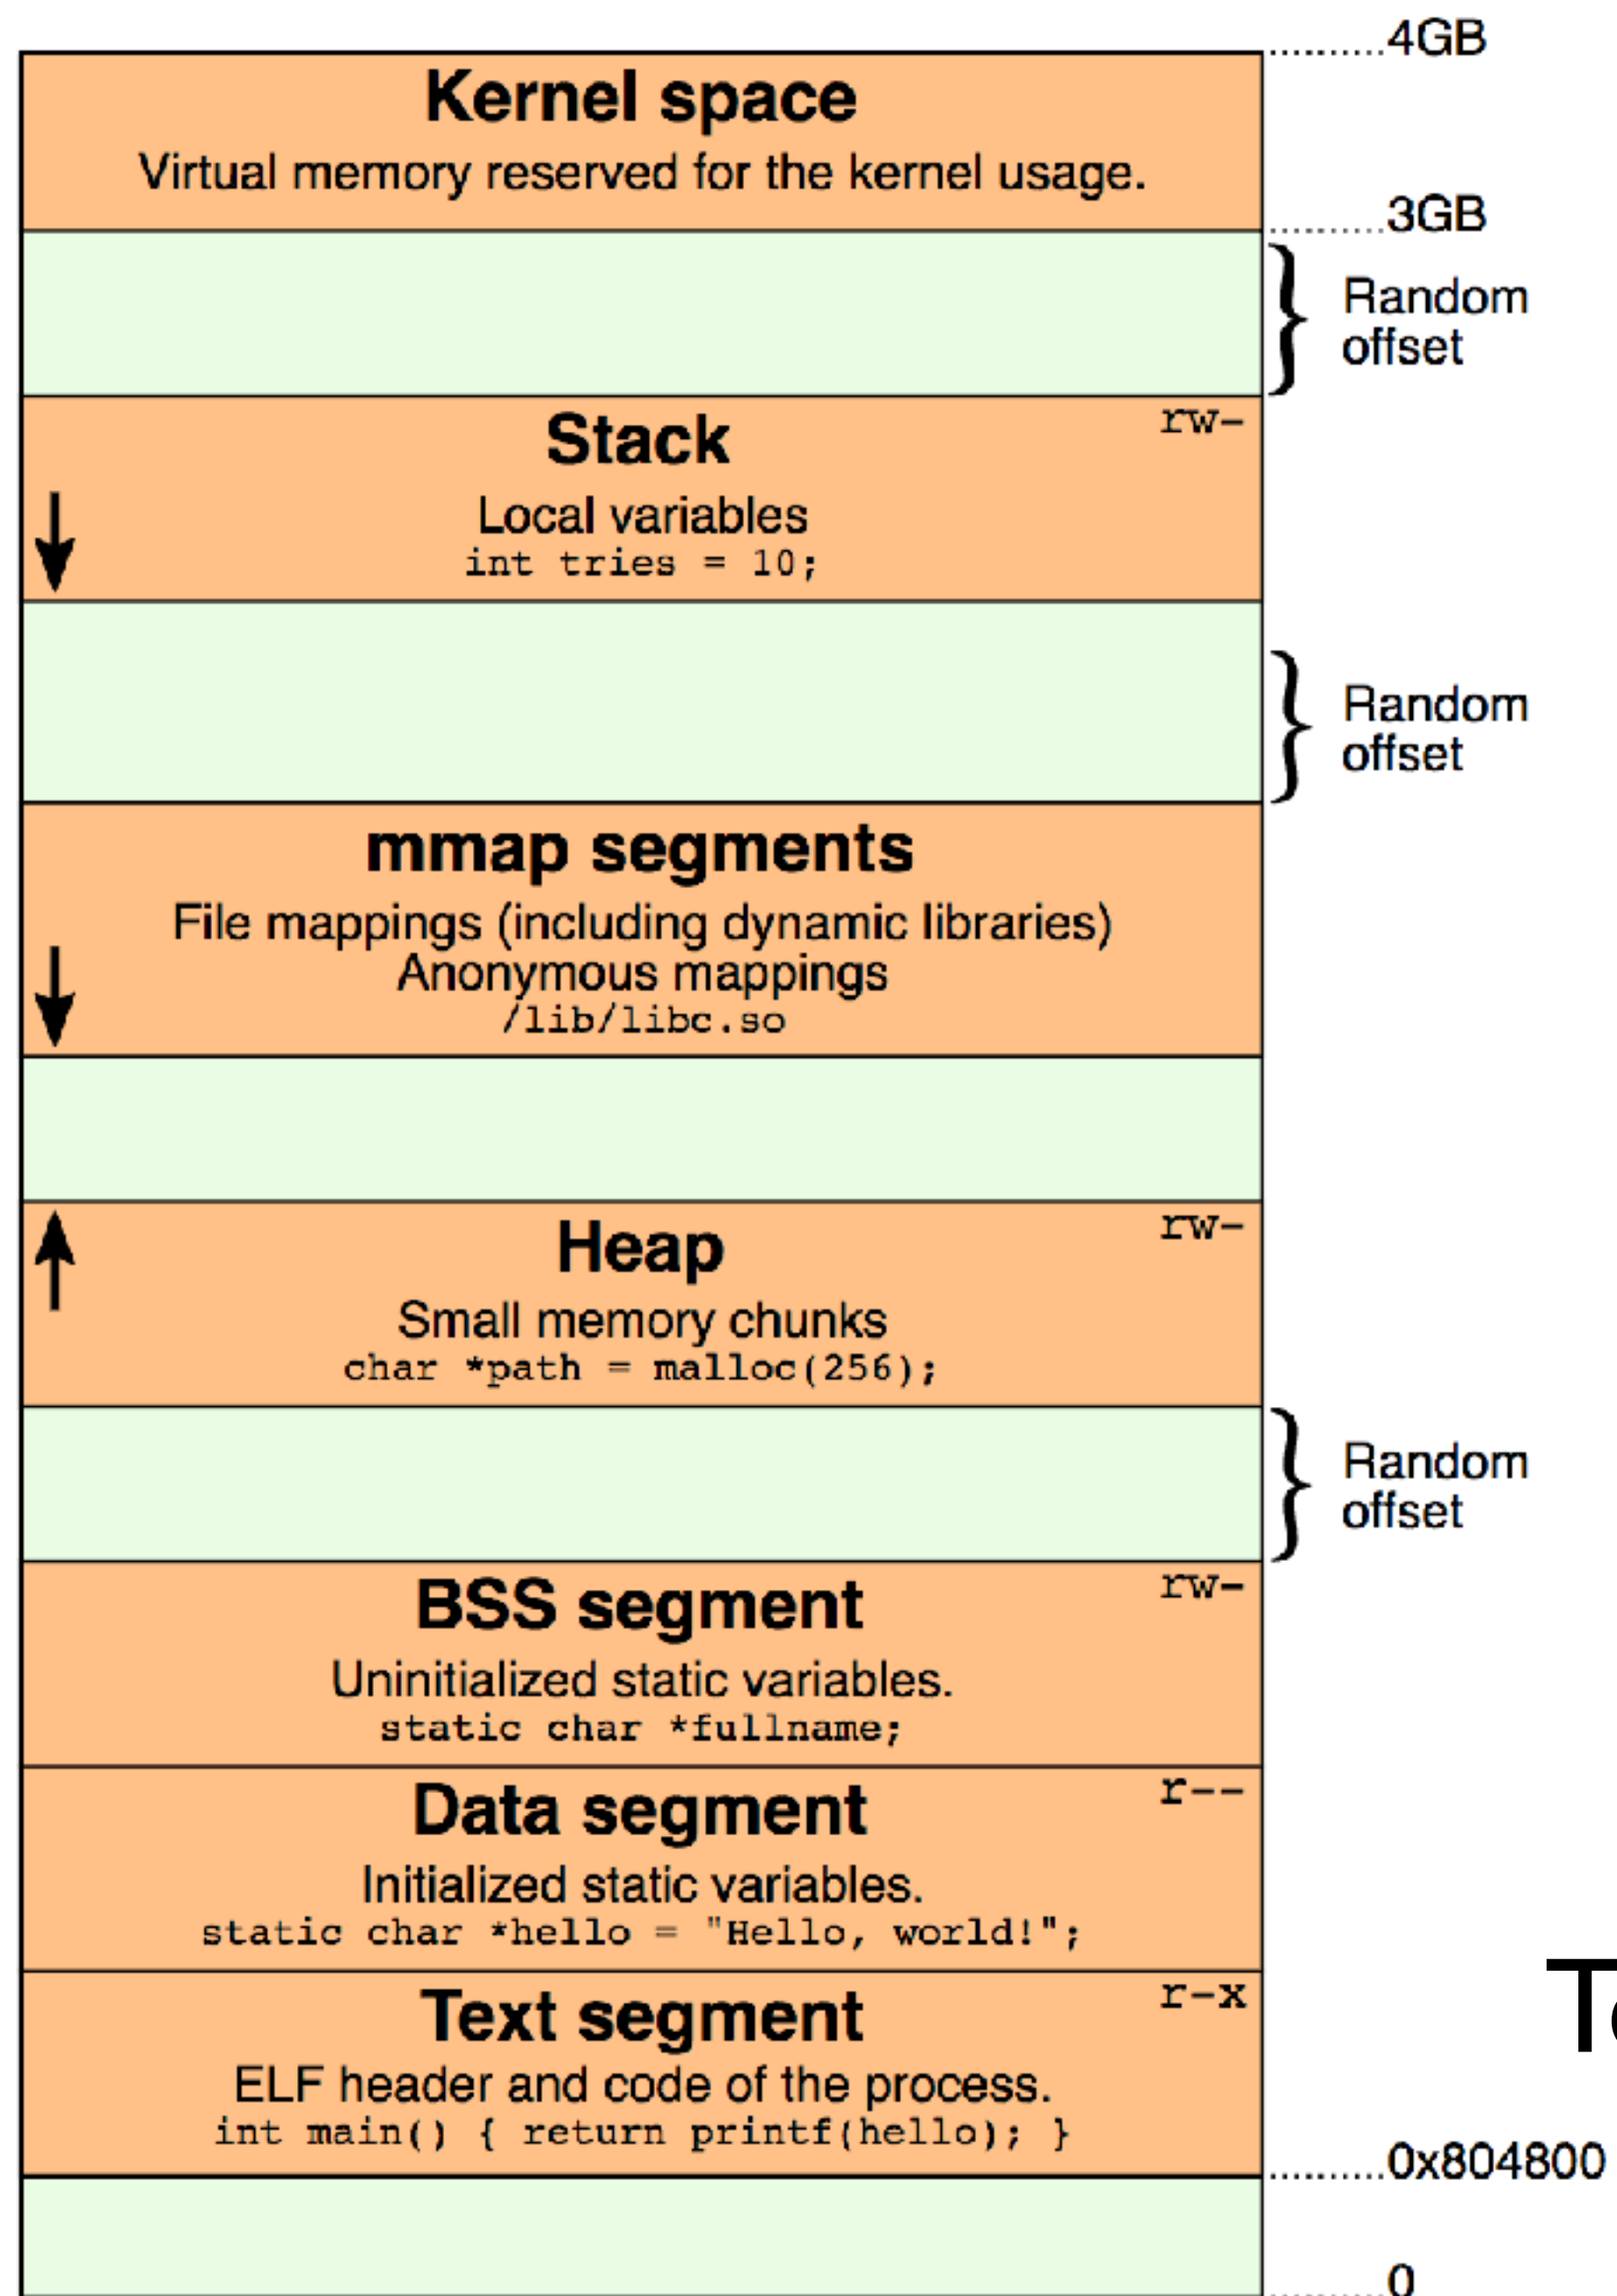 4GB
Kernel space
Virtual memory reserved for the kernel usage.
3GB
Random
offset
rw-
Stack
Local variables
int tries = 10;
Random
offset
mmap segments
File mappings (including dynamic libraries)
Anonymous mappings
/lib/libc.so
rw-
Heap
Small memory chunks
char *path = malloc(256);
Random
offset
rw-
BSS segment
Uninitialized static variables.
static char *fullname;
r--
Data segment
Initialized static variables.
static char *hello = "Hello, world!";
r-x
Text segment
ELF header and code of the process.
int main() { return printf(hello); }
0x804800
0